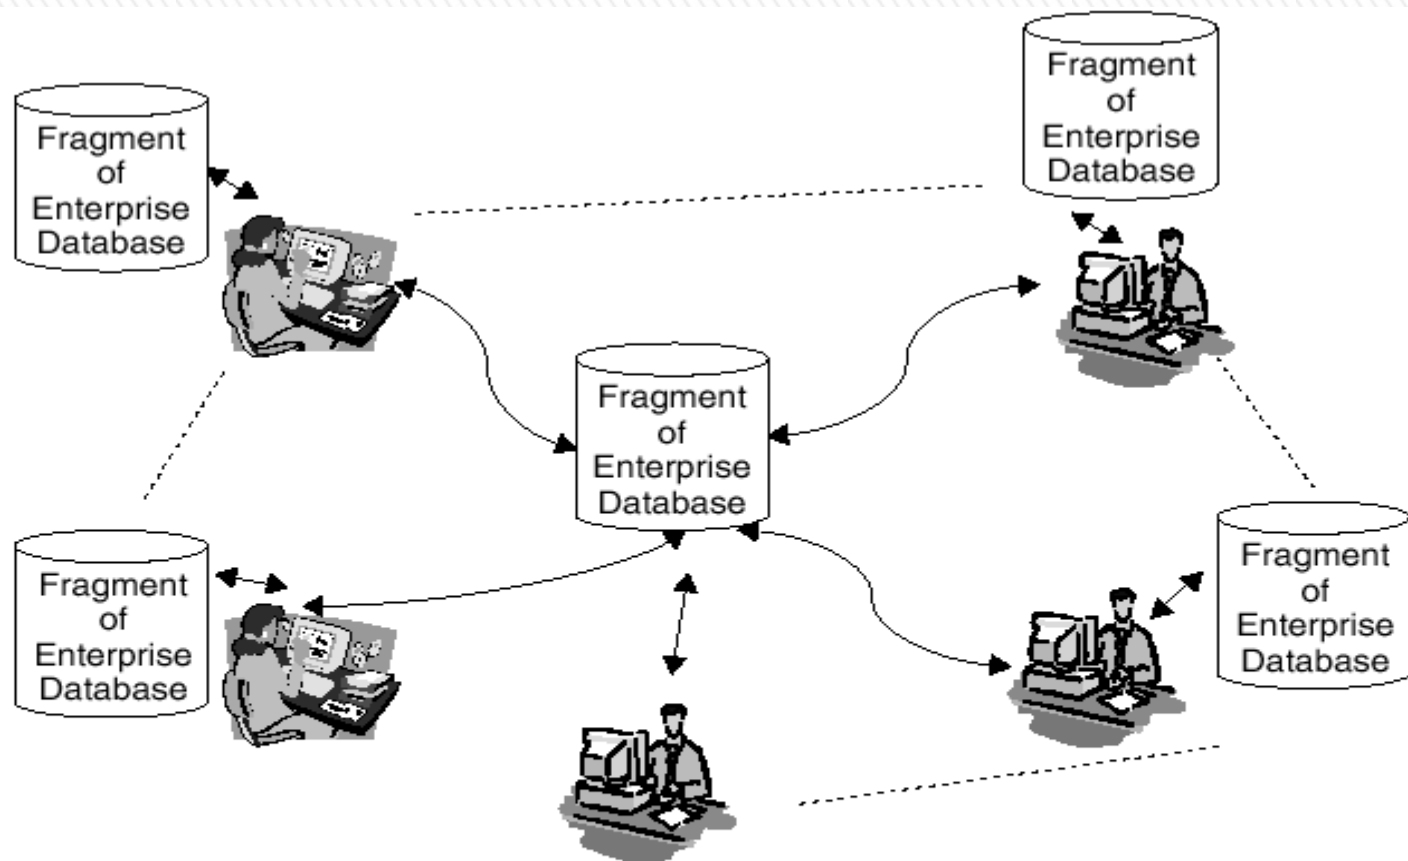 Fragment
of
Enterprise
Database
Fragment
of
Enterprise
Database
Fragment
of
Enterprise
Database
Fragment
of
Enterprise
Database
Fragment
of
Enterprise
Database